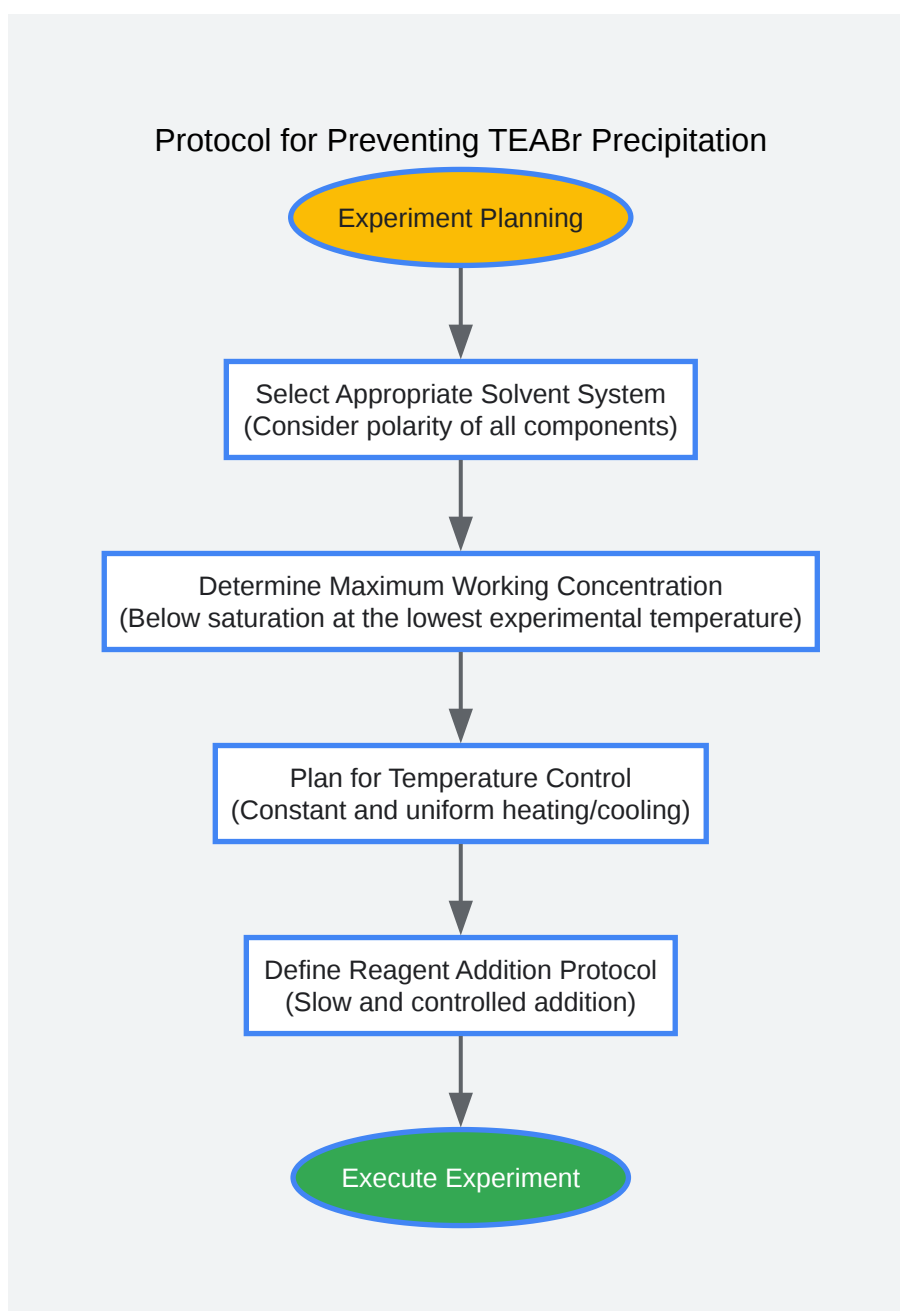 Protocol for Preventing TEABr Precipitation
Experiment Planning
Select Appropriate Solvent System
(Consider polarity of all components)
Determine Maximum Working Concentration
(Below saturation at the lowest experimental temperature)
Plan for Temperature Control
(Constant and uniform heating/cooling)
Define Reagent Addition Protocol
(Slow and controlled addition)
Execute Experiment